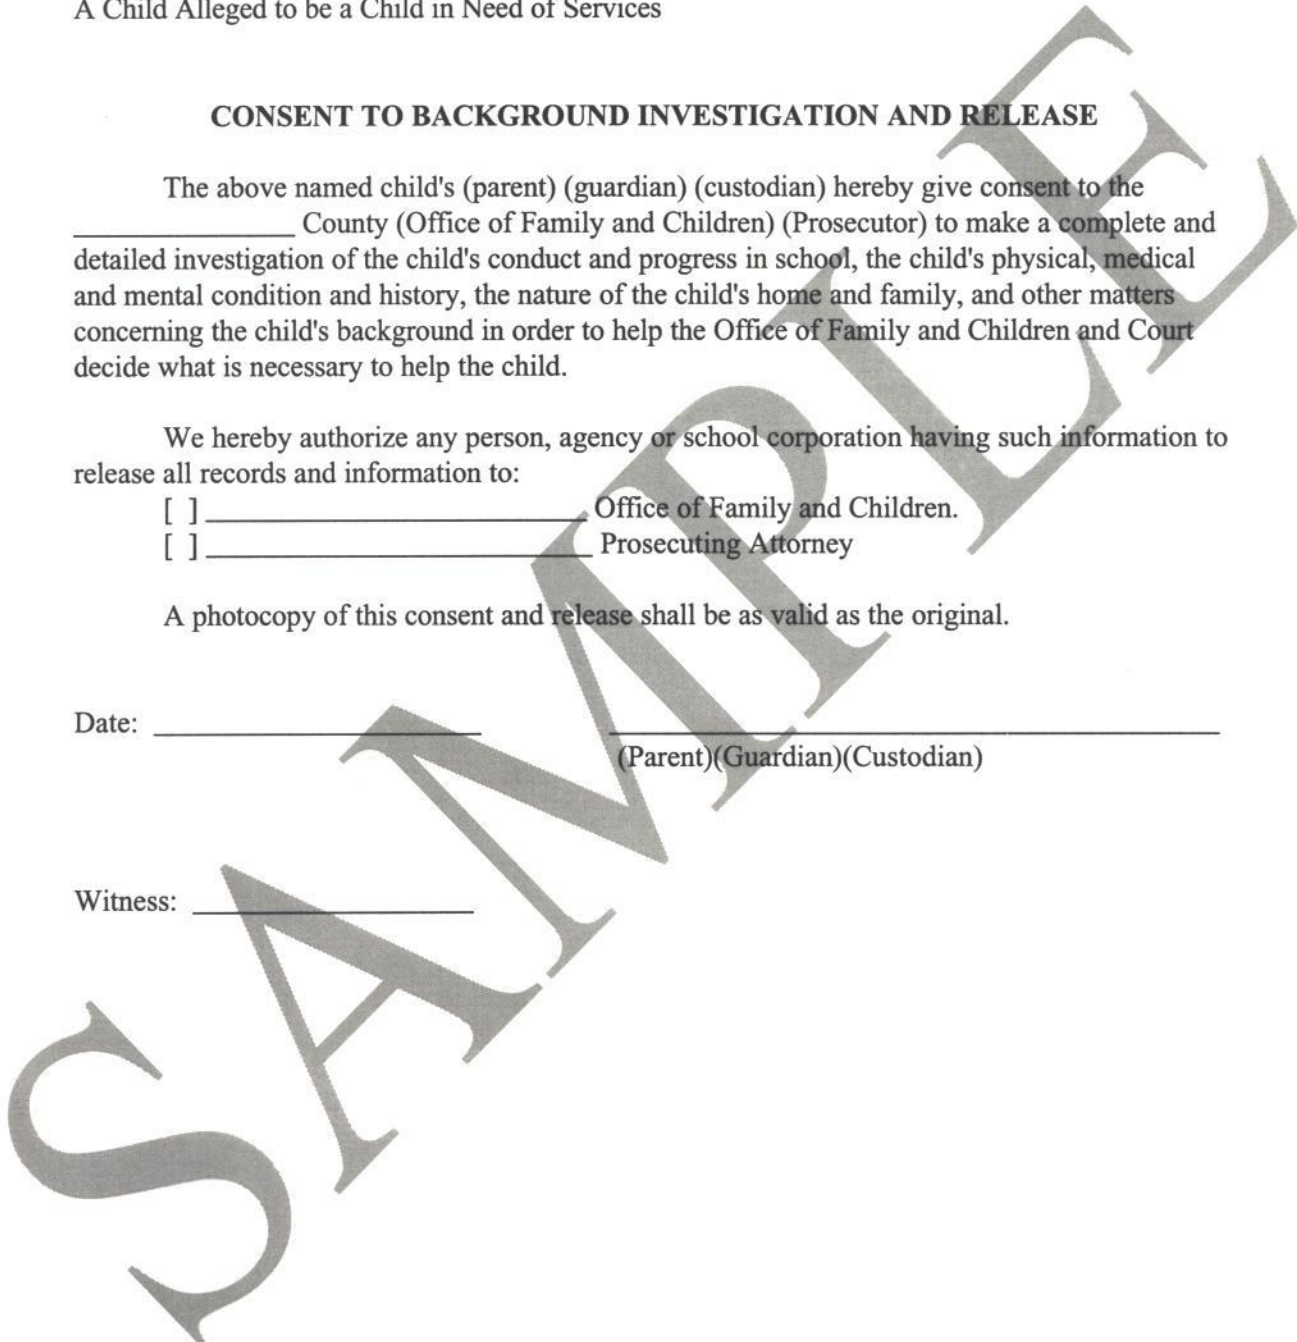 A Child Alleged to be a Child in Need of Services
CONSENT TO BACKGROUND INVESTIGATION AND RELEASE
The above named child's (parent) (guardian) (custodian) hereby give consent to the
________________ County (Office of Family and Children) (Prosecutor) to make a complete and
detailed investigation of the child's conduct and progress in school, the child's physical, medical
and mental condition and history, the nature of the child's home and family, and other matters
concerning the child's background in order to help the Office of Family and Children and Court
decide what is necessary to help the child.
We hereby authorize any person, agency or school corporation having such information to
release all records and information to:
[ ] ____________________________ Office of Family and Children.
[ ] ____________________________ Prosecuting Attorney
A photocopy of this consent and release shall be as valid as the original.
Date: ________________________ ____________________________________________
(Parent)(Guardian)(Custodian)
Witness: ____________________
SAMPLE